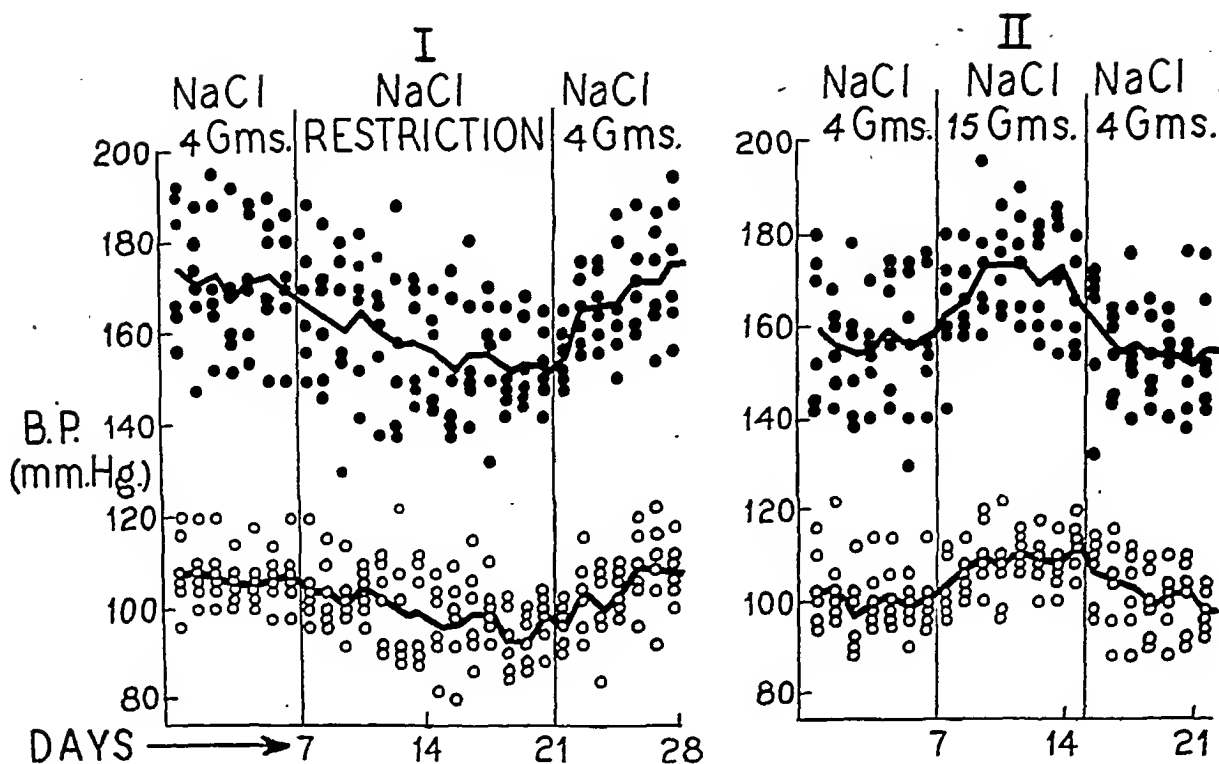 I
II
NaCl
4 Gms.
NaCl
RESTRICTION
NaCl
4 Gms.
NaCl
4 Gms.
NaCl
15 Gms.
NaCl
4 Gms.
200
180
160
140
120
100
80
B.P.
(mm.Hg.)
200
180
160
140
120
100
80
DAYS
7
14
21
28
7
14
21